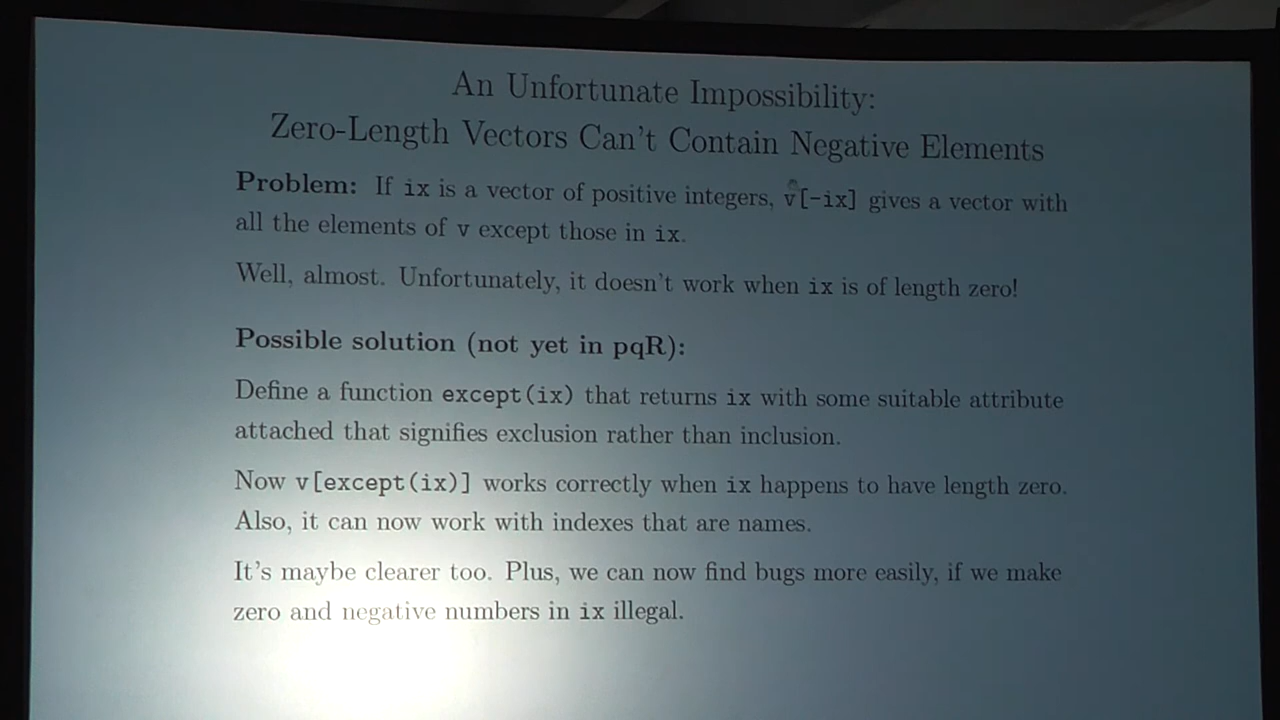 An Unfortunate Impossibility:
Zero-Length Vectors Can't Contain Negative Elements
Problem: If ix is a vector of positive integers, v[-ix] gives a vector with
all the elements of v except those in ix.
Well, almost. Unfortunately, it doesn't work when ix is of length zero!
Possible solution (not yet in pqR):
Define a function except(ix) that returns ix with some suitable attribute
attached that signifies exclusion rather than inclusion.
Now v[except(ix)] works correctly when ix happens to have length zero.
Also, it can now work with indexes that are names.
It's maybe clearer too. Plus, we can now find bugs more easily, if we make
zero and negative numbers in ix illegal.